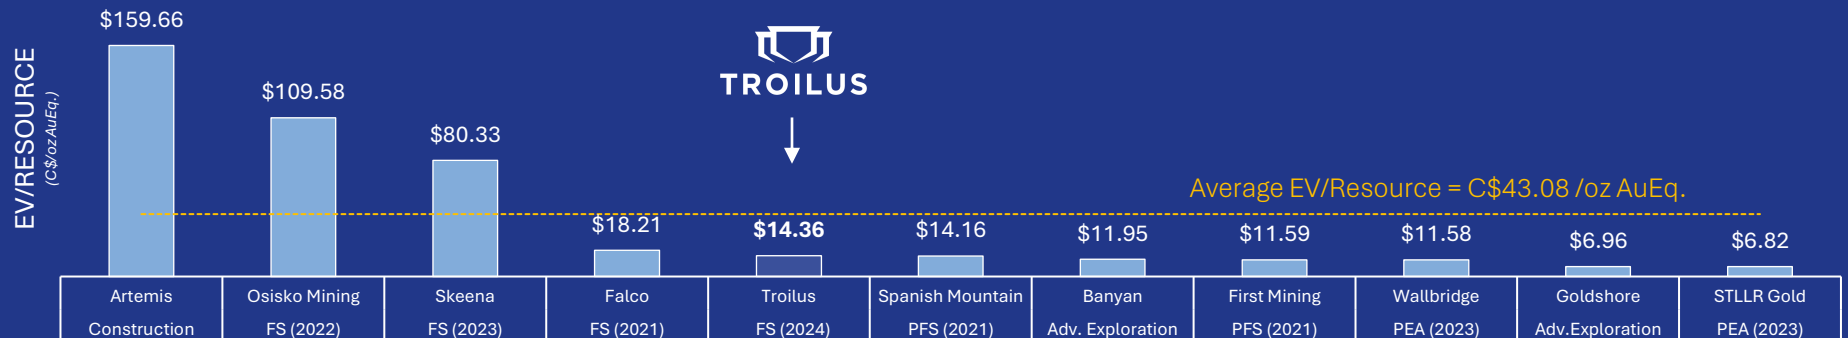 $159.66
TROILUS
$109.58
$80.33
EV/RESOURCE
(C$/ozAuEq.)
Average EV/Resource = C$43.08 /oz AuEq.
$18.21
$14.36
$14.16
$11.95
$11.59
$11.58
$6.96
$6.82
Artemis
Construction
Osisko Mining
FS (2022)
Skeena
FS (2023)
Falco
FS (2021)
Troilus
FS (2024)
Spanish Mountain
PFS (2021)
Banyan
Adv. Exploration
First Mining
PFS (2021)
Wallbridge
PEA (2023)
Goldshore
Adv.Exploration
STLLR Gold
PEA (2023)